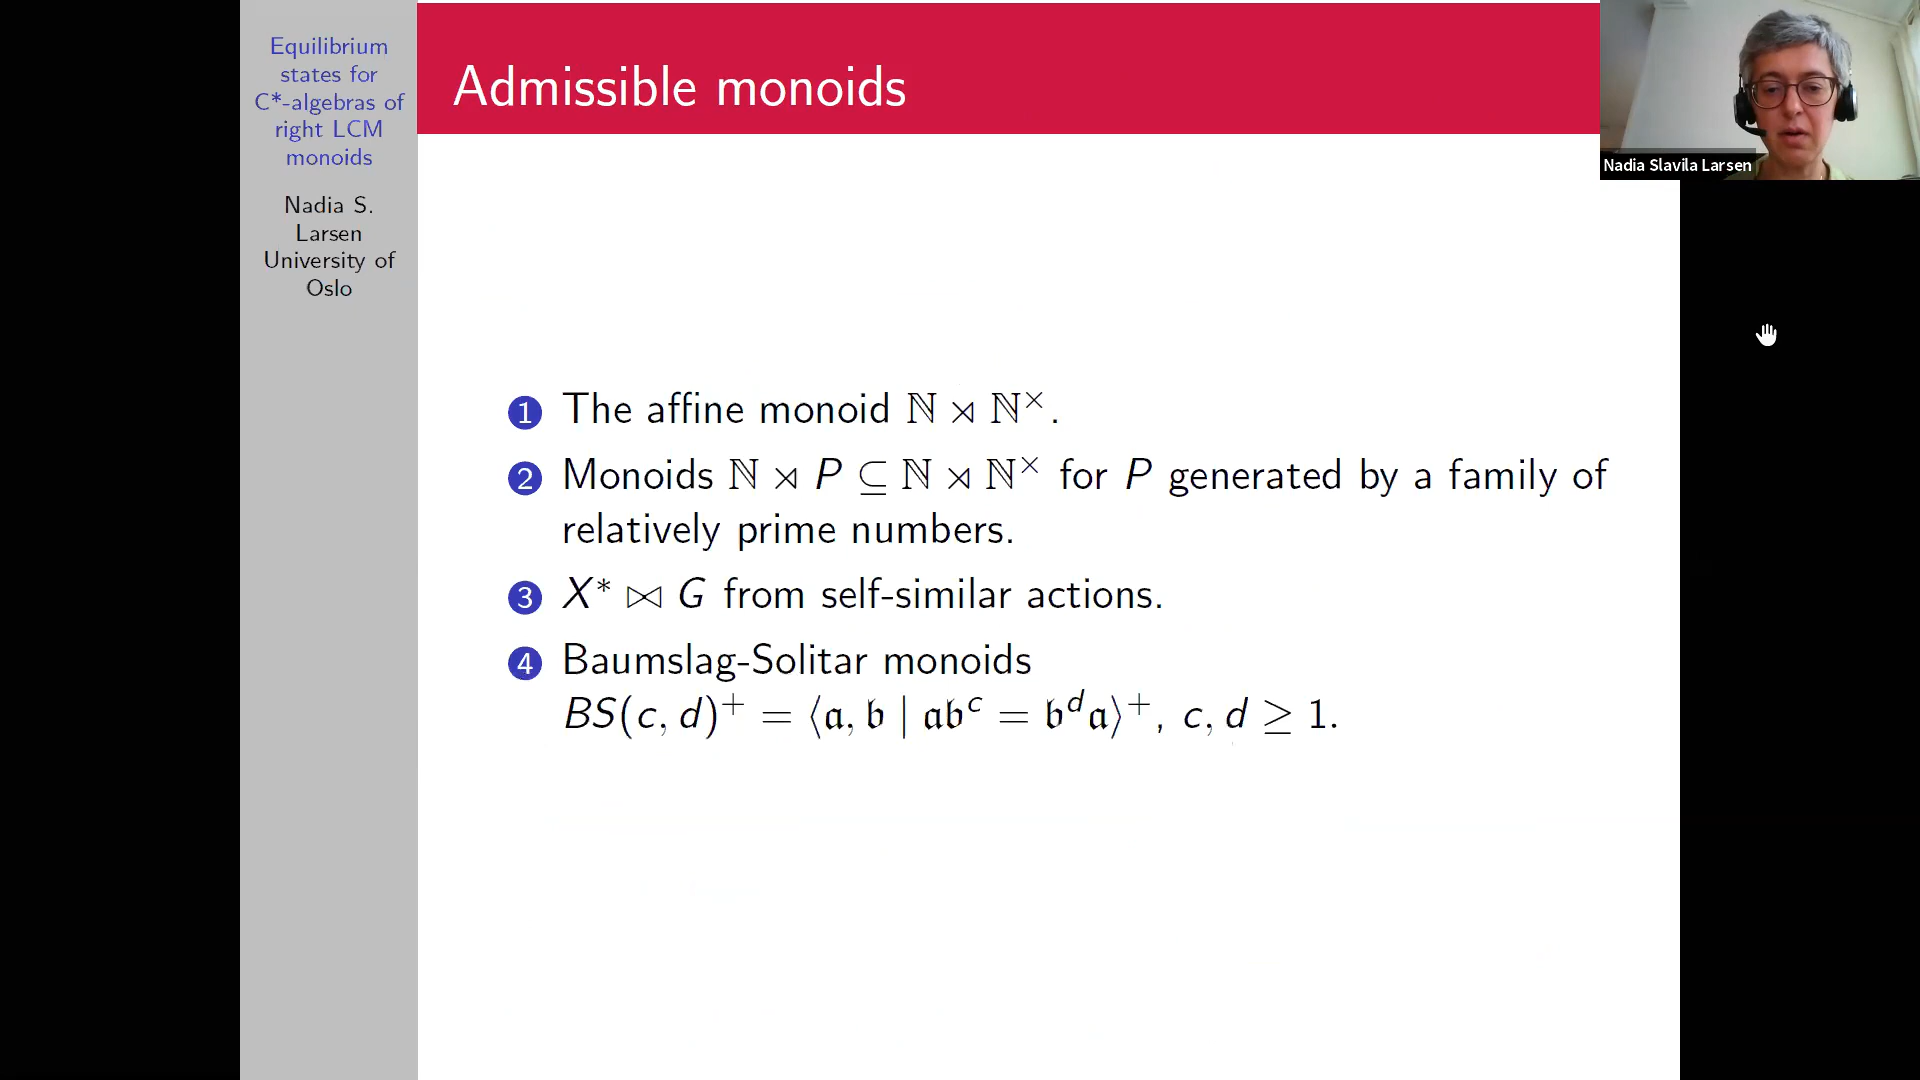 Equilibrium
states for
C*-algebras of
right LCM
monoids
Nadia S.
Larsen
University of
Oslo
Admissible monoids
Nadia Slavila Larsen
1 The affine monoid ℕ ⋊ ℕ×.
2 Monoids ℕ ⋊ P ⊆ ℕ ⋊ ℕ× for P generated by a family of
relatively prime numbers.
3 X* ⋈ G from self-similar actions.
4 Baumslag-Solitar monoids
BS(c, d)⁺ = ⟨𝔞, 𝔟 | 𝔞𝔟ᶜ = 𝔟ᵈ𝔞⟩⁺, c, d ≥ 1.